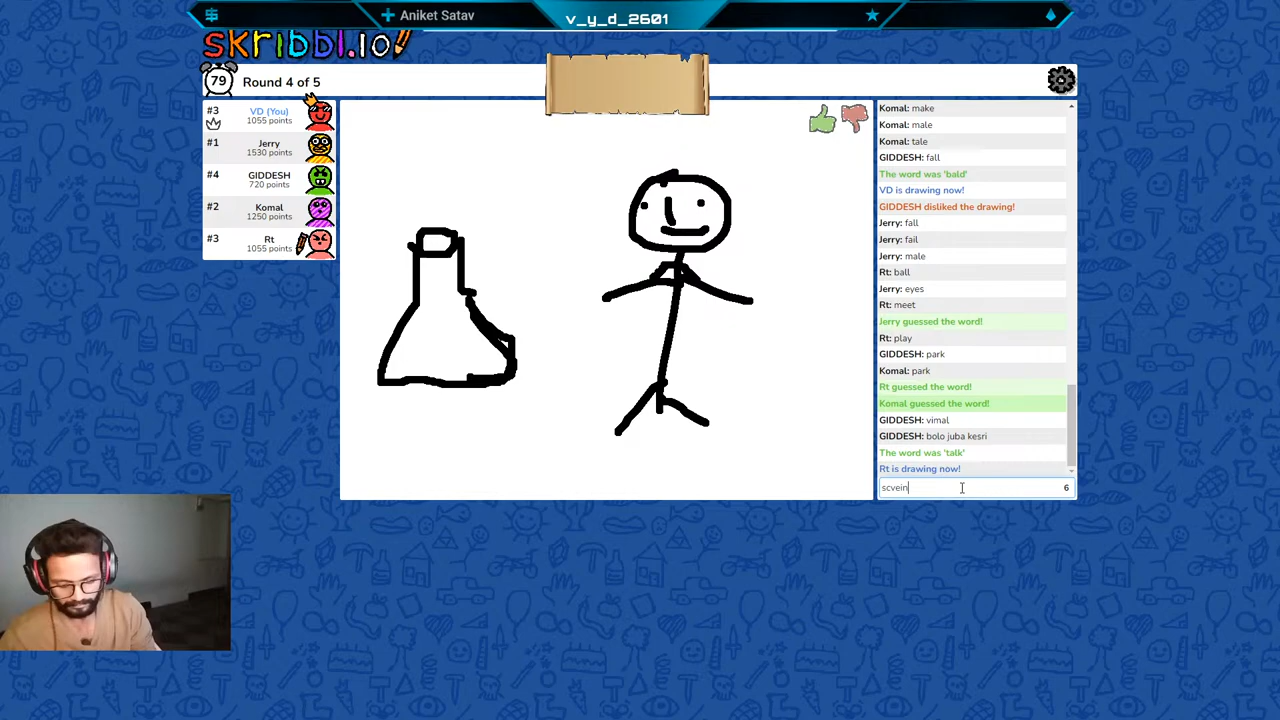 Aniket Satav
v_y_d_2601
skribbl.io
79
Round 4 of 5
#3
VD (You)
1055 points
#1
Jerry
1530 points
#4
GIDDESH
720 points
#2
Komal
1250 points
#3
Rt
1055 points
Komal: make
Komal: male
Komal: tale
GIDDESH: fall
The word was 'bald'
VD is drawing now!
GIDDESH disliked the drawing!
Jerry: fall
Jerry: fail
Jerry: male
Rt: ball
Jerry: eyes
Rt: meet
Jerry guessed the word!
Rt: play
GIDDESH: park
Komal: park
Rt guessed the word!
Komal guessed the word!
GIDDESH: vimal
GIDDESH: bolo juba kesri
The word was 'talk'
Rt is drawing now!
scvein
6